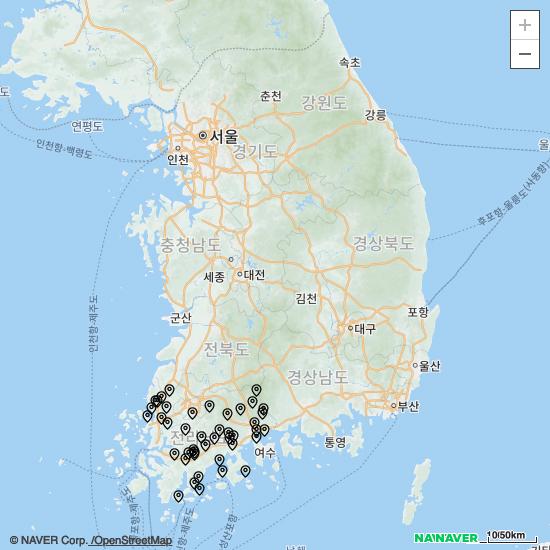 +
−
속초
춘천
강원도
강릉
도
연평도
서울
울
인천항-백령도
인천
경기도
후포항-울릉도(사동항)
충청남도
경상북도
세종
대전
김천
인천항-제주도
포항
군산
대구
전북도
울산
경상남도
부산
전라
여수
통영
10/50km
NAVER
© NAVER Corp. /OpenStreetMap